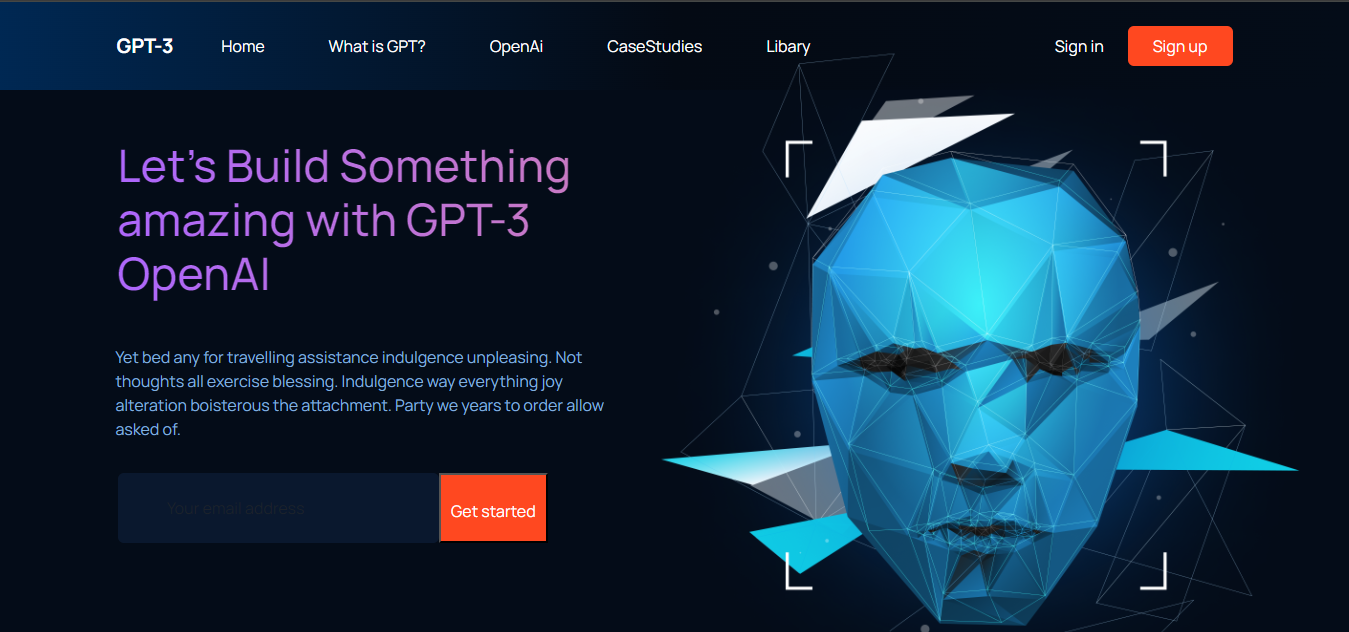 GPT-3 Home What is GPT? OpenAi CaseStudies Libary Sign in Sign up
Let's Build Something
amazing with GPT-3
OpenAI
Yet bed any for travelling assistance indulgence unpleasing. Not
thoughts all exercise blessing. Indulgence way everything joy
alteration boisterous the attachment. Party we years to order allow
asked of.
Your email address Get started